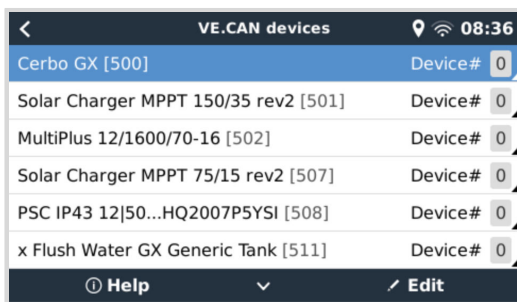 VE.CAN devices 08:36
Cerbo GX [500] Device# 0
Solar Charger MPPT 150/35 rev2 [501] Device# 0
MultiPlus 12/1600/70-16 [502] Device# 0
Solar Charger MPPT 75/15 rev2 [507] Device# 0
PSC IP43 12|50...HQ2007P5YSI [508] Device# 0
x Flush Water GX Generic Tank [511] Device# 0
Help Edit